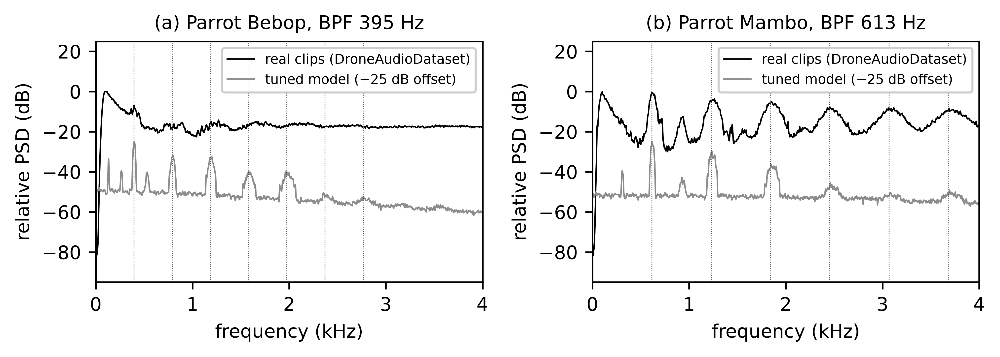 (a) Parrot Bebop, BPF 395 Hz
relative PSD (dB)
20
0
−20
−40
−60
−80
real clips (DroneAudioDataset)
tuned model (−25 dB offset)
0 1 2 3 4
frequency (kHz)
(b) Parrot Mambo, BPF 613 Hz
relative PSD (dB)
20
0
−20
−40
−60
−80
real clips (DroneAudioDataset)
tuned model (−25 dB offset)
0 1 2 3 4
frequency (kHz)